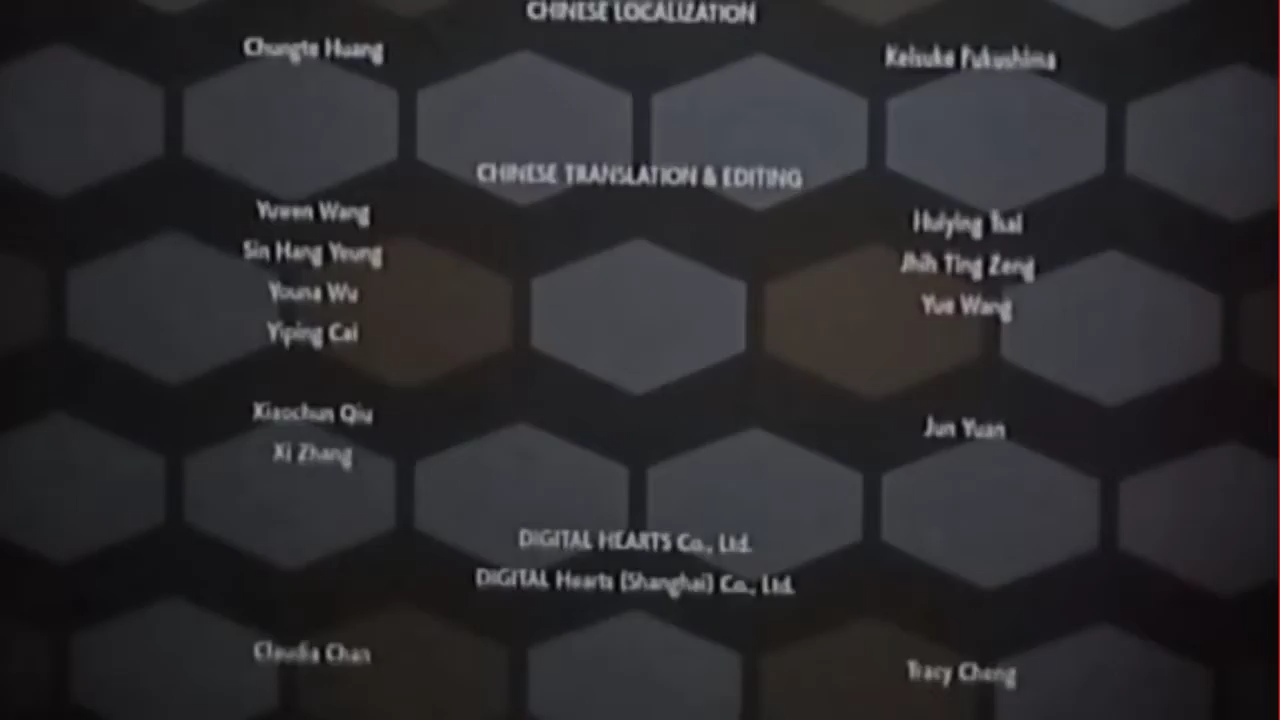 CHINESE LOCALIZATION
Chungte Huang
Keisuke Fukushima
CHINESE TRANSLATION & EDITING
Yuwen Wang
Huiying Tsai
Sin Hang Yeung
Jhih Ting Zeng
Youna Wu
Yue Wang
Yiping Cai
Xiaochun Qiu
Jun Yuan
Xi Zhang
DIGITAL HEARTS Co., Ltd.
DIGITAL Hearts (Shanghai) Co., Ltd.
Claudia Chan
Tracy Cheng